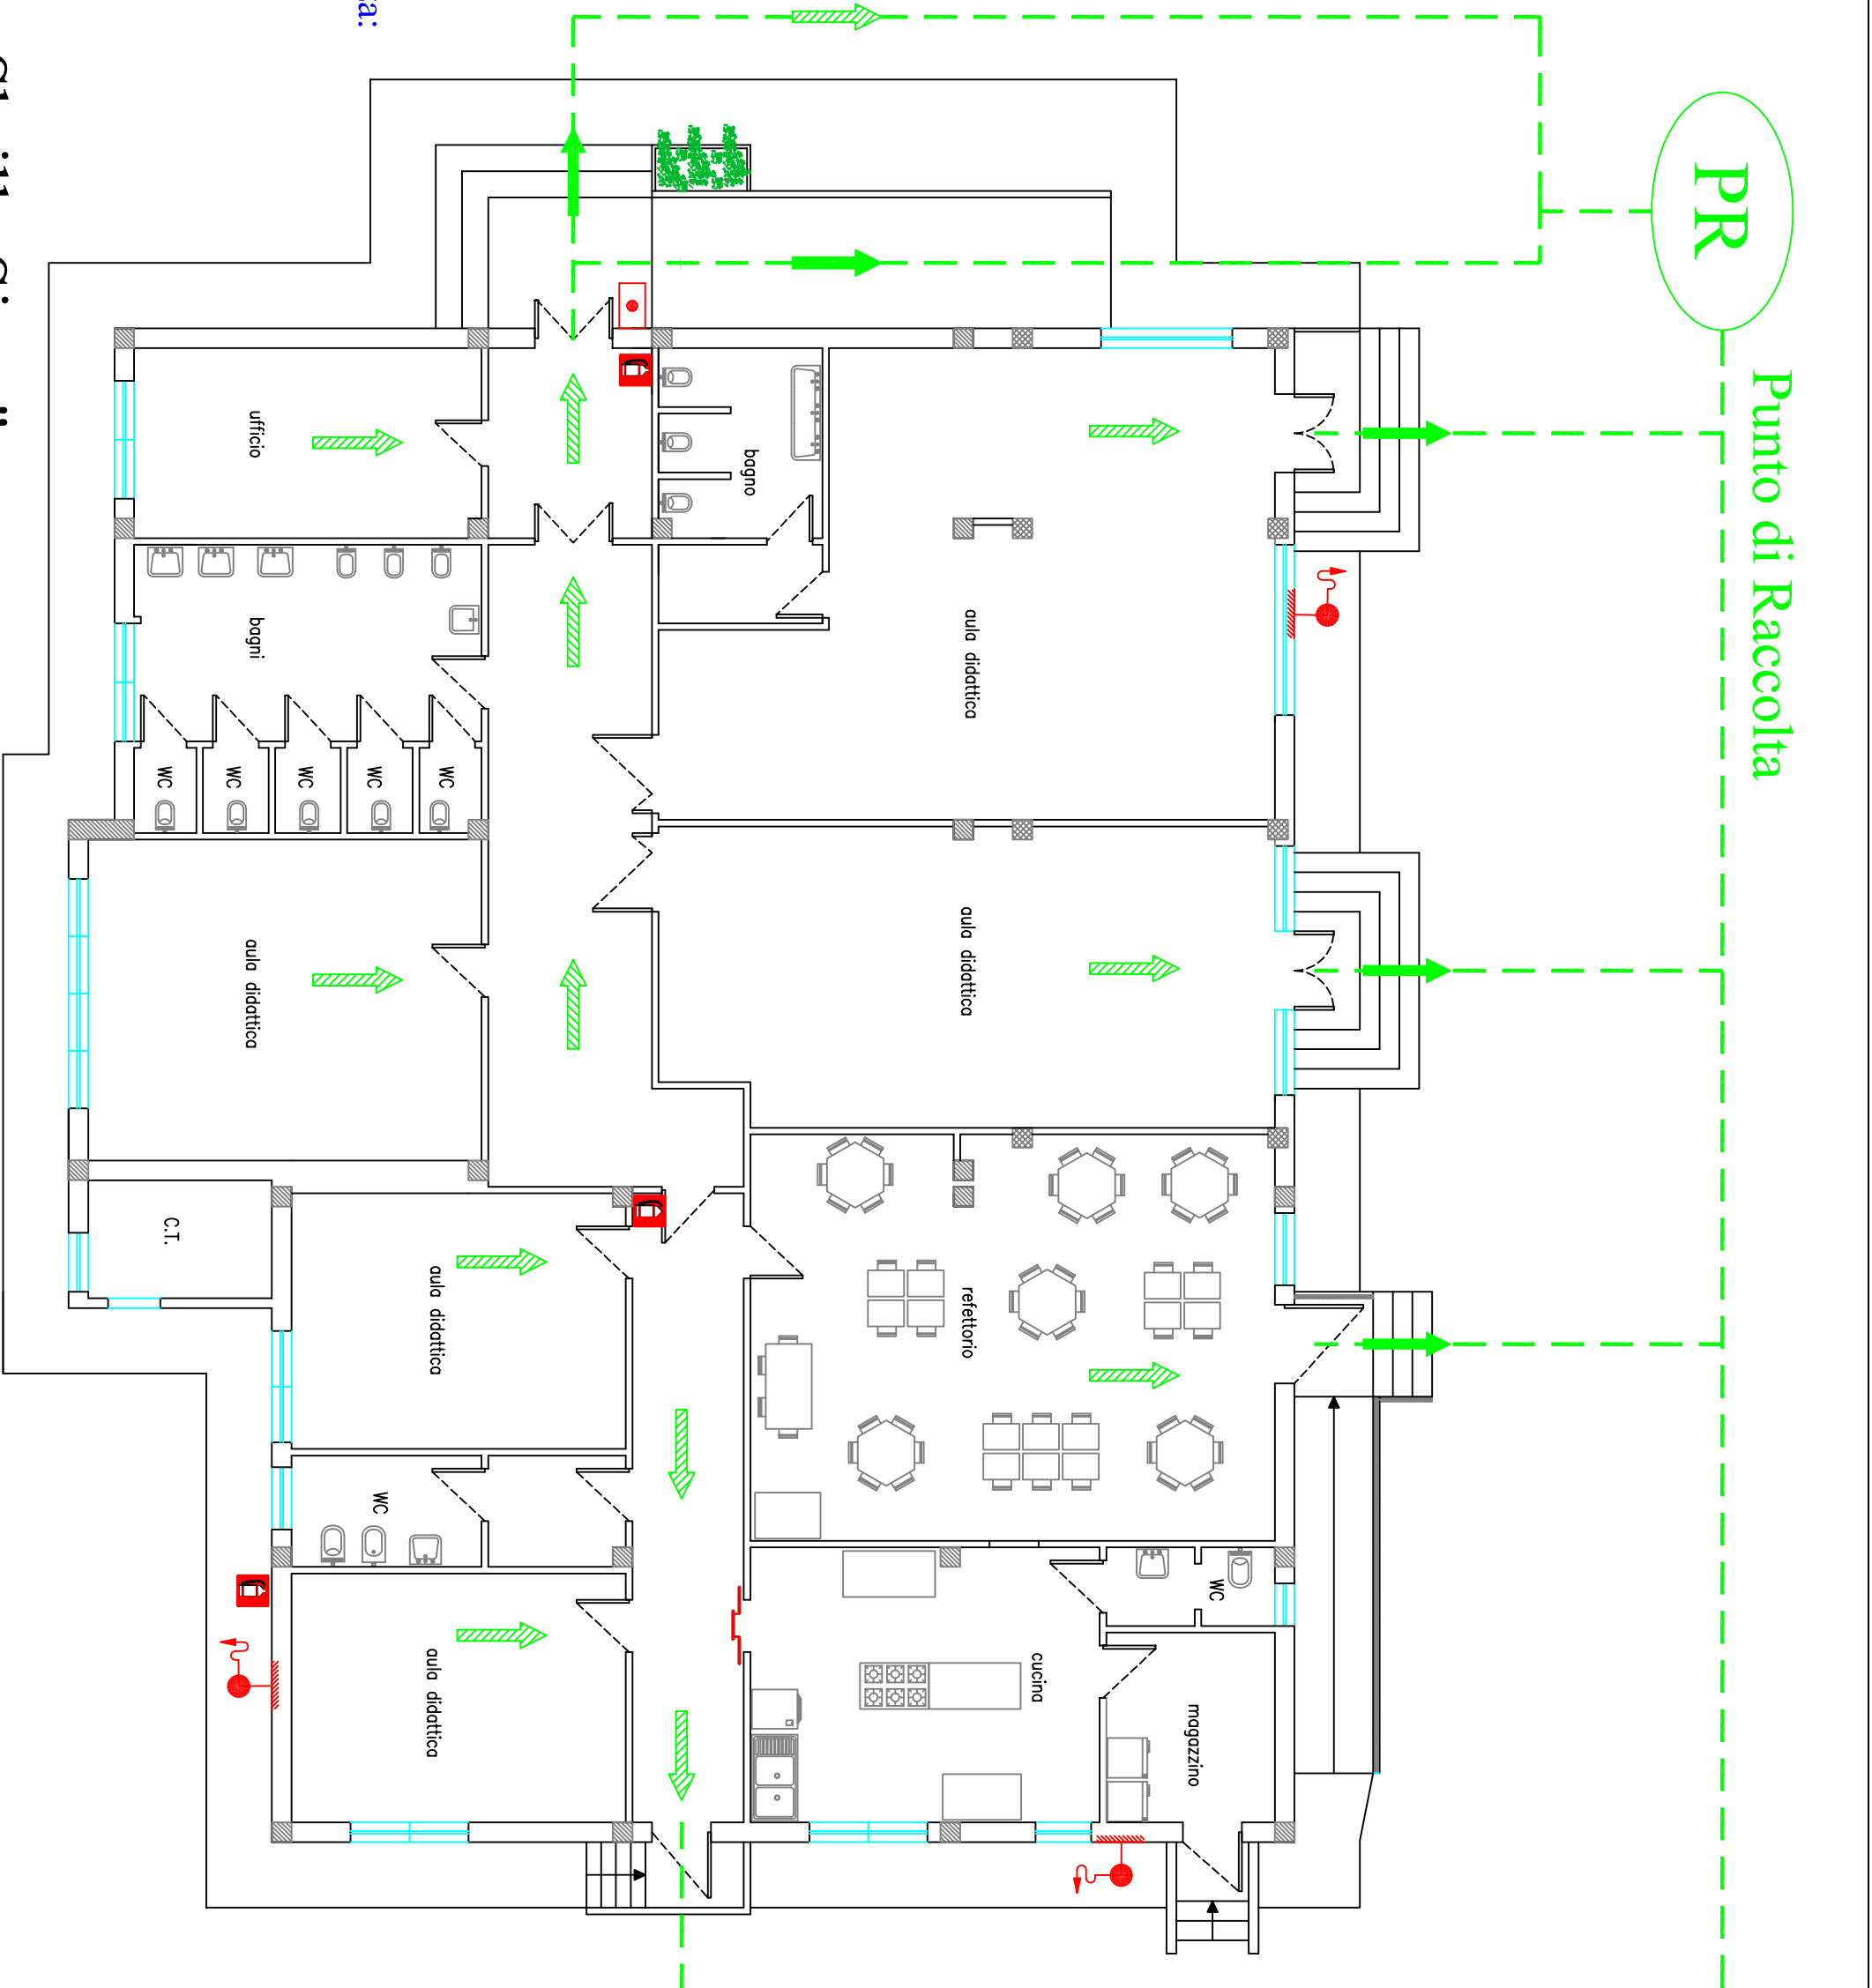 Punto di Raccolta
PR
WC
magazzino
cucina
aula didattica
aula didattica
refettorio
bagno
WC
WC
WC
WC
WC
aula didattica
aula didattica
WC
a:
ufficio
bagni
aula didattica
C.T.